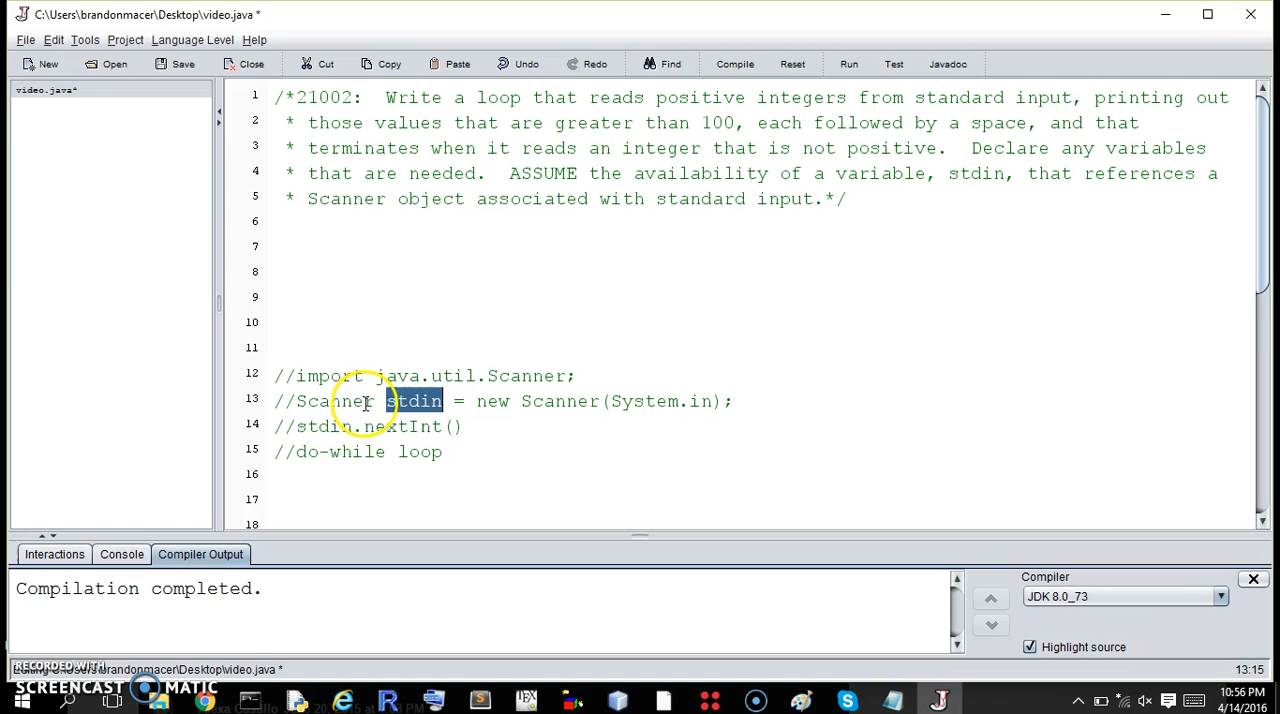 C:\Users\brandonmacer\Desktop\video.java *
File Edit Tools Project Language Level Help
New Open Save Close Cut Copy Paste Undo Redo Find Compile Reset Run Test Javadoc
video.java*
1 /*21002: Write a loop that reads positive integers from standard input, printing out
2 * those values that are greater than 100, each followed by a space, and that
3 * terminates when it reads an integer that is not positive. Declare any variables
4 * that are needed. ASSUME the availability of a variable, stdin, that references a
5 * Scanner object associated with standard input.*/
6
7
8
9
10
11
12 //import java.util.Scanner;
13 //Scanner stdin = new Scanner(System.in);
14 //stdin.nextInt()
15 //do-while loop
16
17
18
Interactions Console Compiler Output
Compilation completed.
Compiler
JDK 8.0_73
Highlight source
Editing C:\Users\brandonmacer\Desktop\video.java * 13:15
RECORDED WITH
SCREENCAST MATIC
10:56 PM
4/14/2016